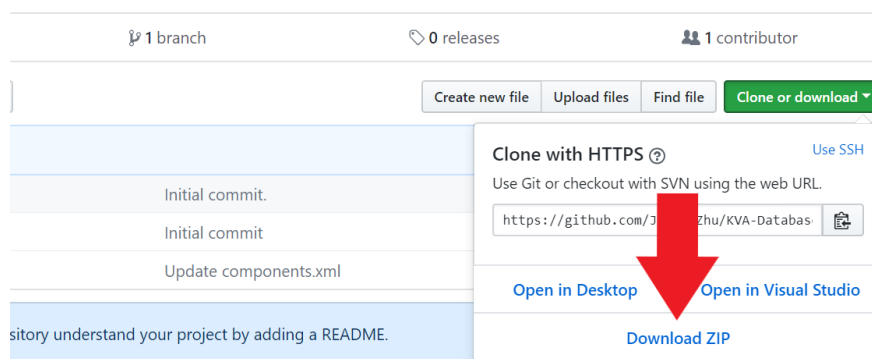 1 branch
0 releases
1 contributor
Create new file
Upload files
Find file
Clone or download
Clone with HTTPS
Use SSH
Use Git or checkout with SVN using the web URL.
https://github.com/J Zhu/KVA-Databas
Initial commit.
Initial commit
Update components.xml
Open in Desktop
Open in Visual Studio
sitory understand your project by adding a README.
Download ZIP